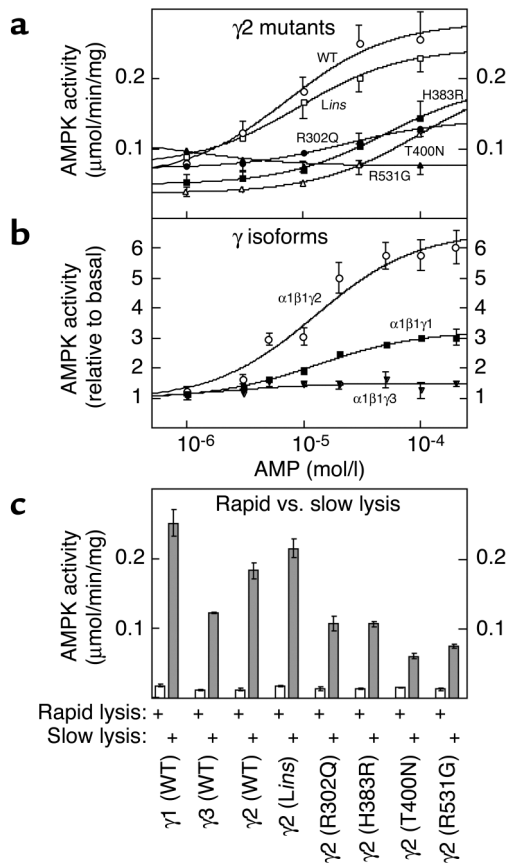 a
γ2 mutants
AMPK activity
(μmol/min/mg)
0.2
0.1
0.2
0.1
WT
Lins
H383R
R302Q
T400N
R531G
b
γ isoforms
AMPK activity
(relative to basal)
6
5
4
3
2
1
6
5
4
3
2
1
α1β1γ2
α1β1γ1
α1β1γ3
10-6
10-5
10-4
AMP (mol/l)
c
Rapid vs. slow lysis
AMPK activity
(μmol/min/mg)
0.2
0.1
0.2
0.1
Rapid lysis: + + + + + + + +
Slow lysis: + + + + + + + +
γ1 (WT)
γ3 (WT)
γ2 (WT)
γ2 (Lins)
γ2 (R302Q)
γ2 (H383R)
γ2 (T400N)
γ2 (R531G)